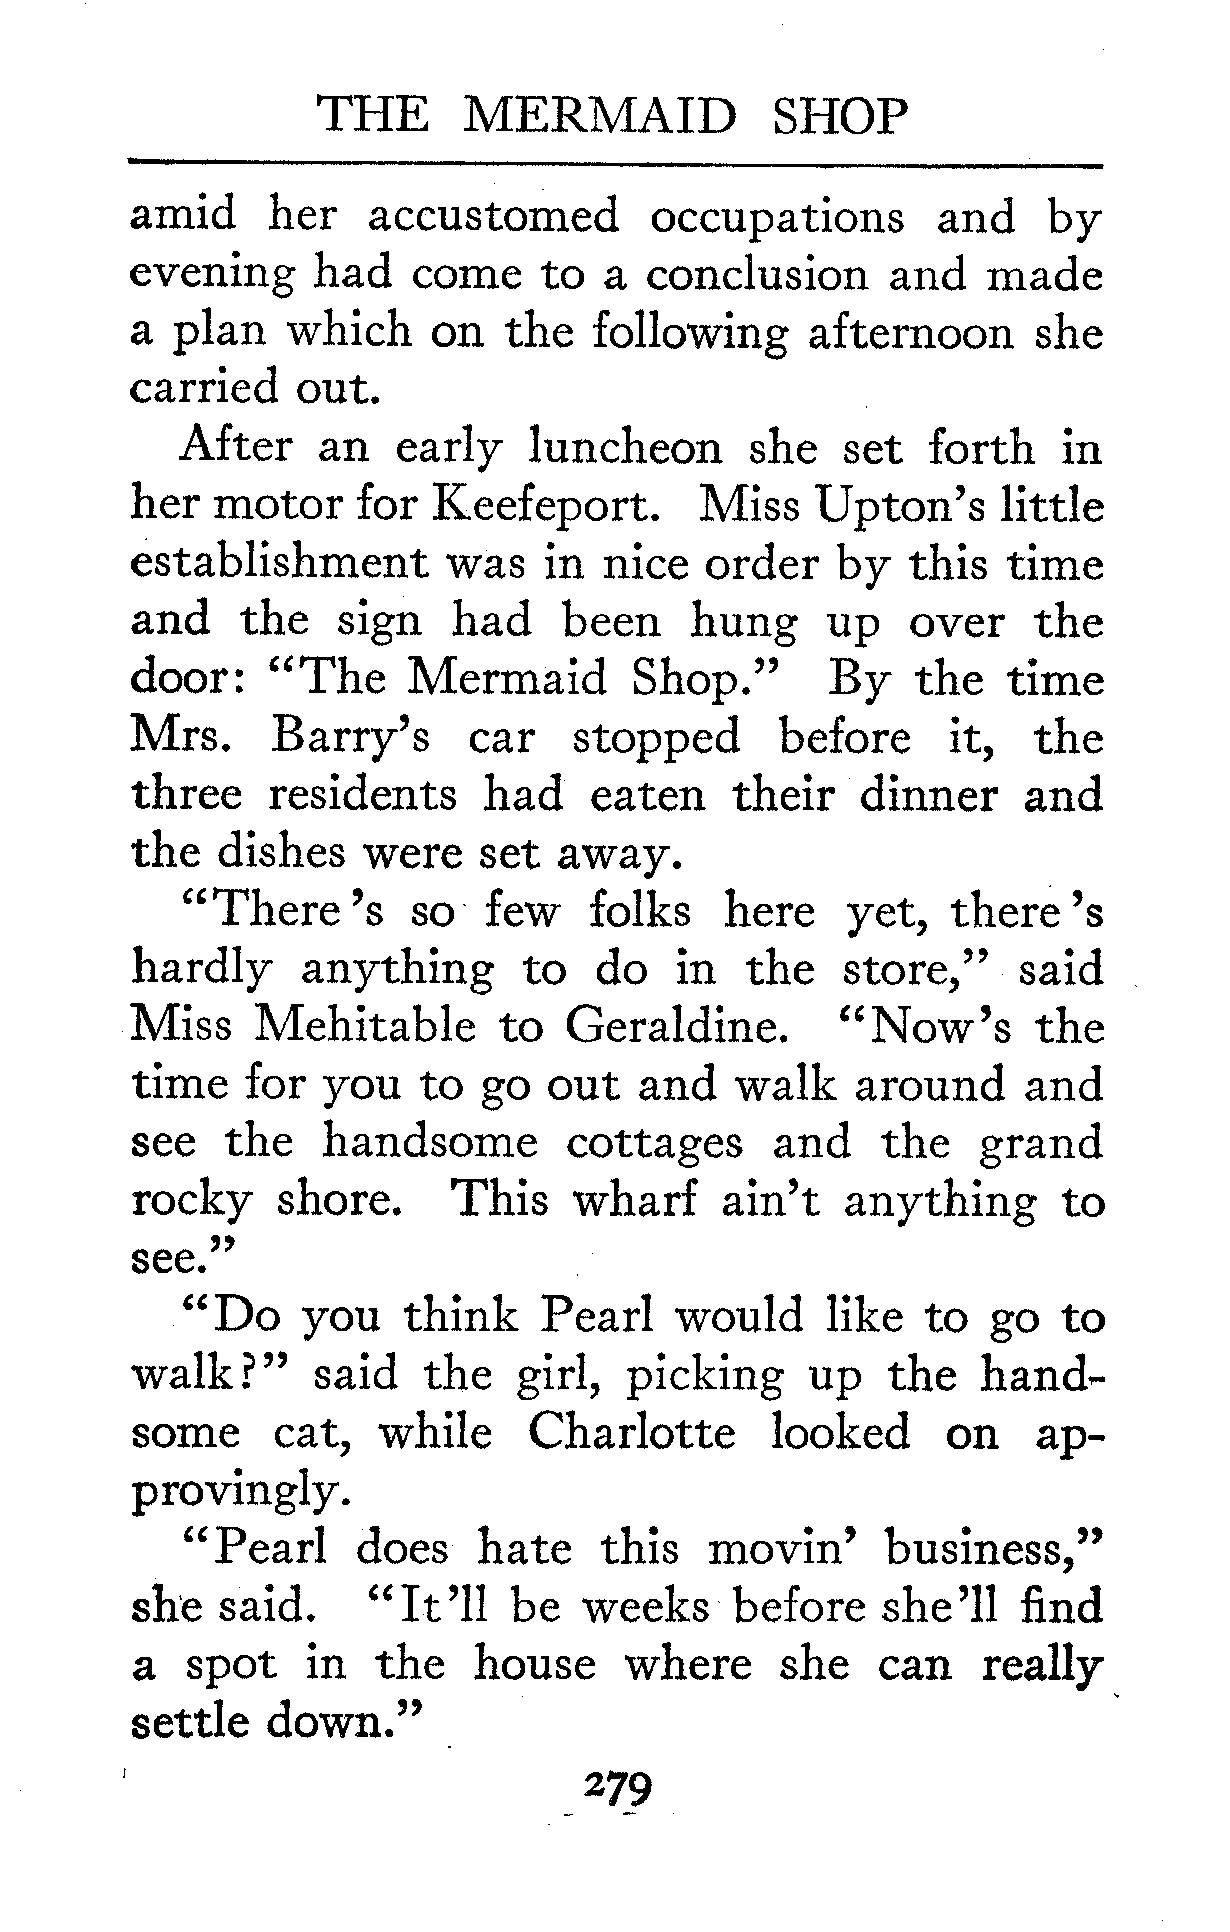 THE MERMAID SHOP
amid her accustomed occupations and by
evening had come to a conclusion and made
a plan which on the following afternoon she
carried out.
After an early luncheon she set forth in
her motor for Keefeport. Miss Upton's little
establishment was in nice order by this time
and the sign had been hung up over the
door: “The Mermaid Shop.” By the time
Mrs. Barry's car stopped before it, the
three residents had eaten their dinner and
the dishes were set away.
“There 's so few folks here yet, there 's
hardly anything to do in the store,” said
Miss Mehitable to Geraldine. “Now's the
time for you to go out and walk around and
see the handsome cottages and the grand
rocky shore. This wharf ain't anything to
see.”
“Do you think Pearl would like to go to
walk?” said the girl, picking up the hand-
some cat, while Charlotte looked on ap-
provingly.
“Pearl does hate this movin' business,”
she said. “It'll be weeks before she'll find
a spot in the house where she can really
settle down.”
279